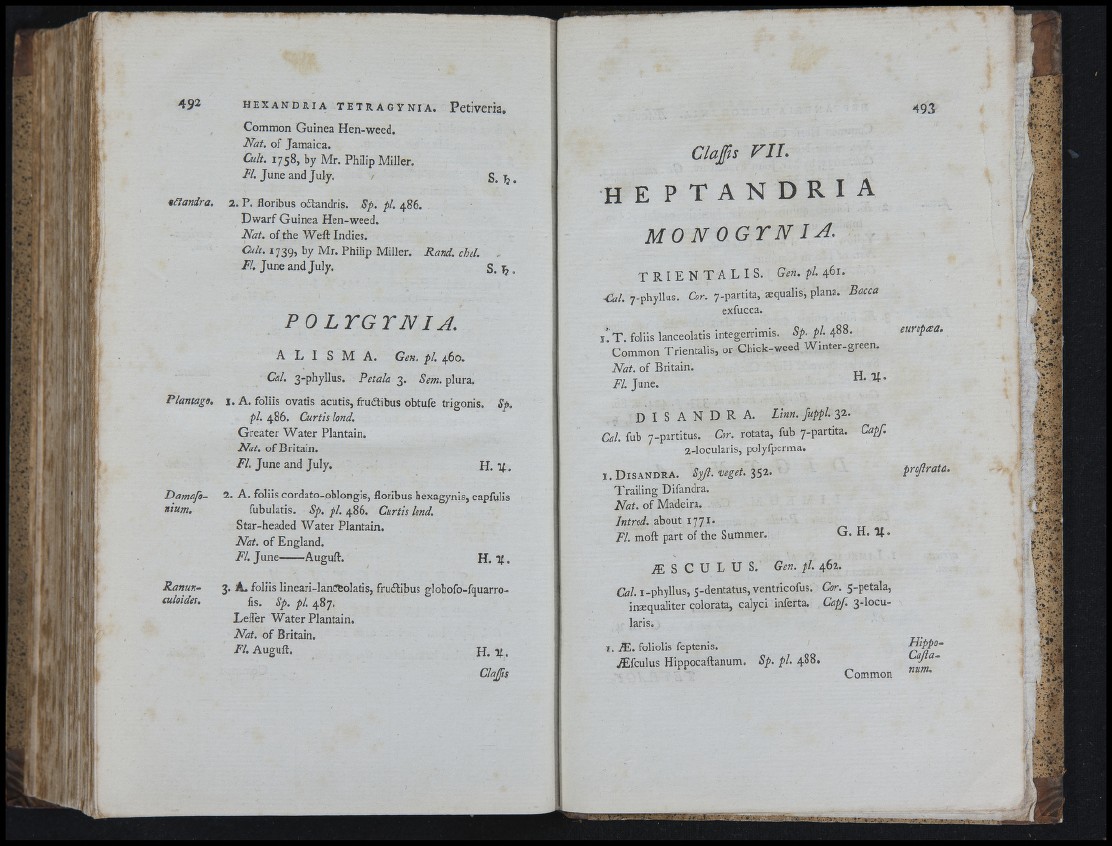 492 HEXANDRIA TETRAGYNIA. Petiveria.
Common Guinea Hen-weed.
Nat. of Jamaica.
Cult. 1758, by Mr. Philip Miller.
Fl. June and July. S. ♄.
octandra. 2. P. floribus octandris. Sp. pl. 486.
Dwarf Guinea Hen-weed.
Nat. of the Weſt Indies.
Cult. 1739, by Mr. Philip Miller. Rand. chel.
Fl. June and July. S. ♄.
POLYGYNIA.
ALISMA. Gen. pl. 460.
Cal. 3-phyllus. Petala 3. Sem. plura.
Plantago. 1. A. foliis ovatis acutis, fructibus obtuſe trigonis. Sp.
pl. 486. Curtis lond.
Greater Water Plantain.
Nat. of Britain.
Fl. June and July. H. ♃.
Damaſo- 2. A. foliis cordato-oblongis, floribus hexagynis, capſulis
nium. ſubulatis. Sp. pl. 486. Curtis lond.
Star-headed Water Plantain.
Nat. of England.
Fl. June——Auguſt. H. ♃.
Ranun- 3. A. foliis lineari-lanceolatis, fructibus globoſo-ſquarro-
culoides. ſis. Sp. pl. 487.
Leſſer Water Plantain.
Nat. of Britain.
Fl. Auguſt. H. ♃.
Claſſis
493
Claſſis VII.
HEPTANDRIA
MONOGYNIA.
TRIENTALIS. Gen. pl. 461.
Cal. 7-phyllus. Cor. 7-partita, æqualis, plana. Bacca
exſucca.
1. T. foliis lanceolatis integerrimis. Sp. pl. 488. europæa.
Common Trientalis, or Chick-weed Winter-green.
Nat. of Britain.
Fl. June. H. ♃.
DISANDRA. Linn. ſuppl. 32.
Cal. ſub 7-partitus. Cor. rotata, ſub 7-partita. Capſ.
2-locularis, polyſperma.
1. DISANDRA. Syſt. veget. 352. proſtrata.
Trailing Diſandra.
Nat. of Madeira.
Introd. about 1771.
Fl. moſt part of the Summer. G. H. ♃.
ÆSCULUS. Gen. pl. 462.
Cal. 1-phyllus, 5-dentatus, ventricoſus. Cor. 5-petala,
inæqualiter colorata, calyci inſerta. Capſ. 3-locu-
laris.
1. Æ. foliolis ſeptenis. Hippo-
Æſculus Hippocaſtanum. Sp. pl. 488. Caſta-
Common num.